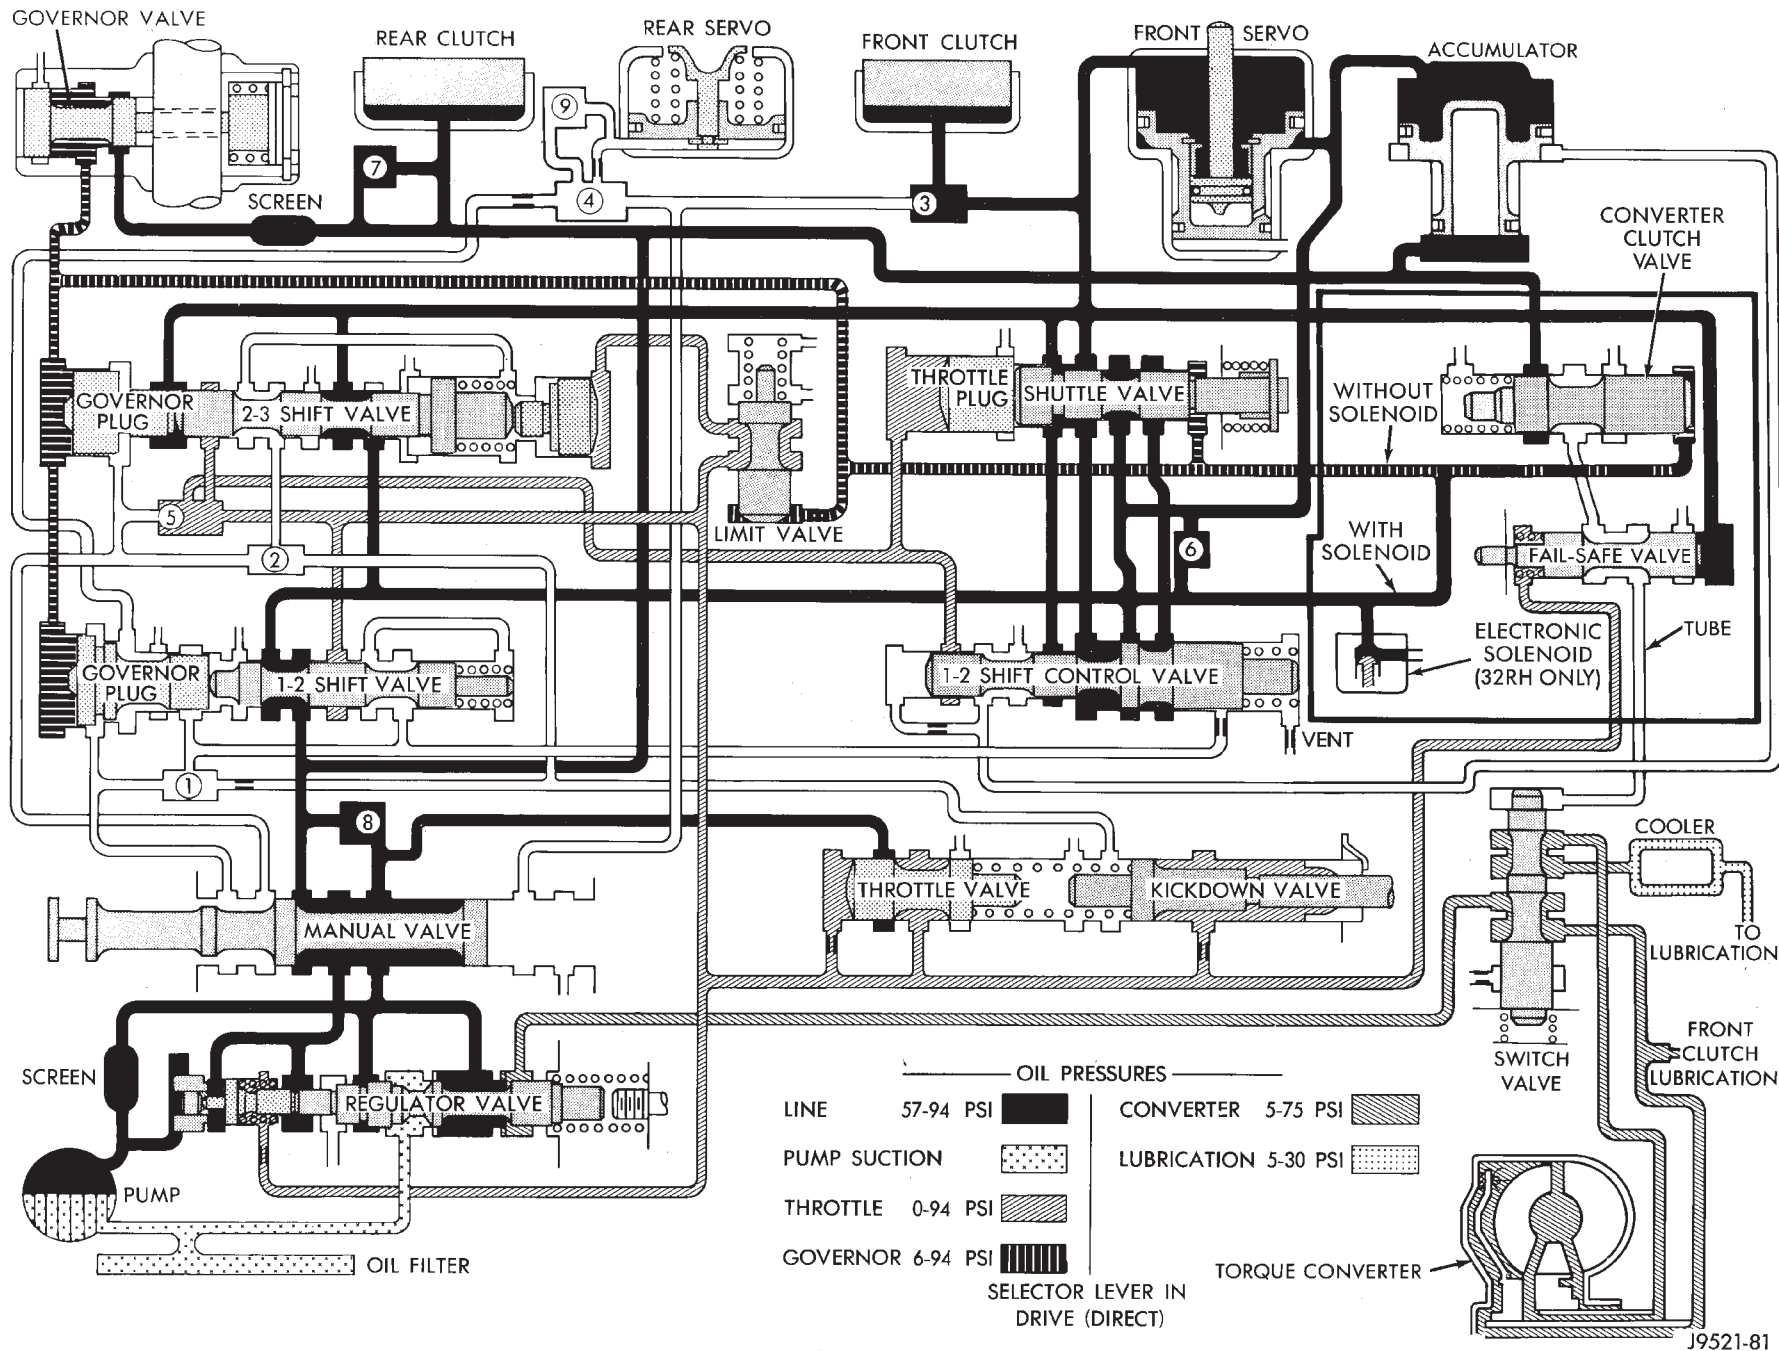 GOVERNOR VALVE
REAR CLUTCH
REAR SERVO
FRONT CLUTCH
FRONT SERVO
ACCUMULATOR
9
7
4
3
SCREEN
CONVERTER
CLUTCH
VALVE
GOVERNOR
PLUG
2-3 SHIFT VALVE
THROTTLE
PLUG
SHUTTLE VALVE
WITHOUT
SOLENOID
5
LIMIT VALVE
2
6
WITH
SOLENOID
FAIL-SAFE VALVE
GOVERNOR
PLUG
1-2 SHIFT VALVE
1-2 SHIFT CONTROL VALVE
ELECTRONIC
SOLENOID
(32RH ONLY)
TUBE
VENT
1
8
THROTTLE VALVE
KICKDOWN VALVE
COOLER
MANUAL VALVE
TO
LUBRICATION
SCREEN
REGULATOR VALVE
SWITCH
VALVE
FRONT
CLUTCH
LUBRICATION
OIL PRESSURES
LINE 57-94 PSI
CONVERTER 5-75 PSI
PUMP SUCTION
LUBRICATION 5-30 PSI
PUMP
THROTTLE 0-94 PSI
GOVERNOR 6-94 PSI
OIL FILTER
SELECTOR LEVER IN
DRIVE (DIRECT)
TORQUE CONVERTER
J9521-81